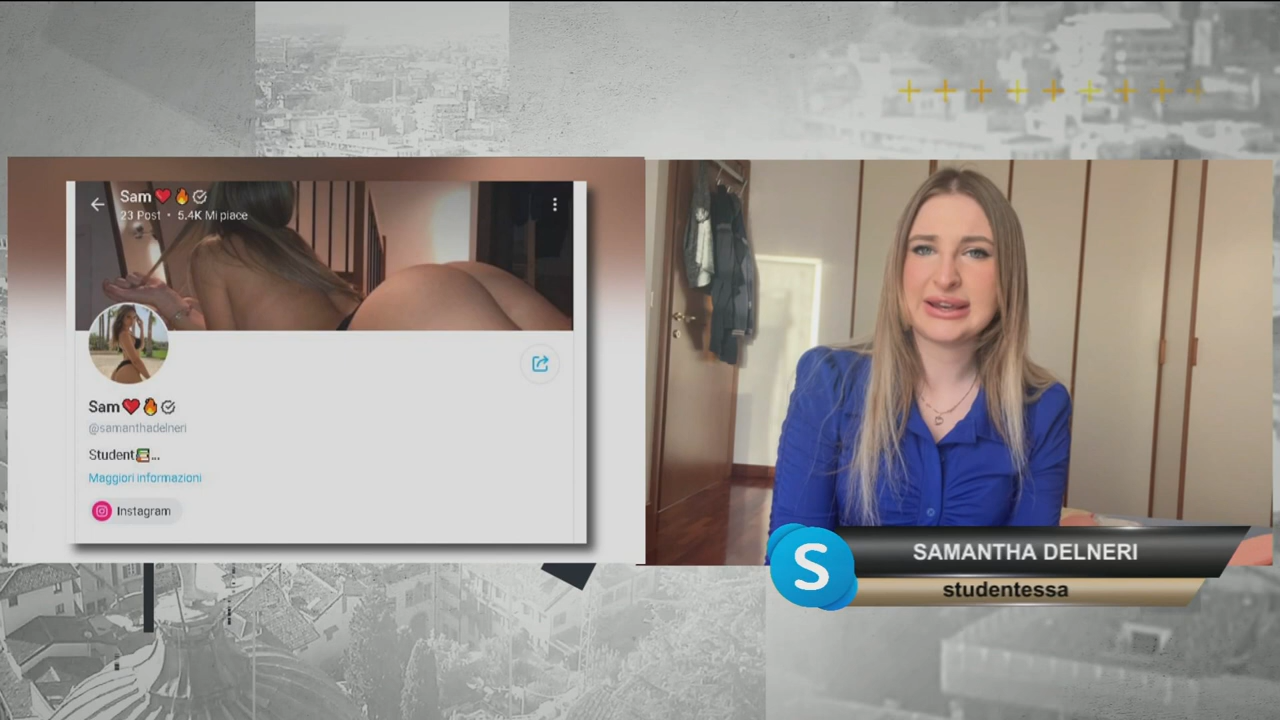 Sam❤️🔥
23 Post • 5.4K Mi piace
Sam❤️🔥
@samanthadelneri
Student📚...
Maggiori informazioni
Instagram
S
SAMANTHA DELNERI
studentessa